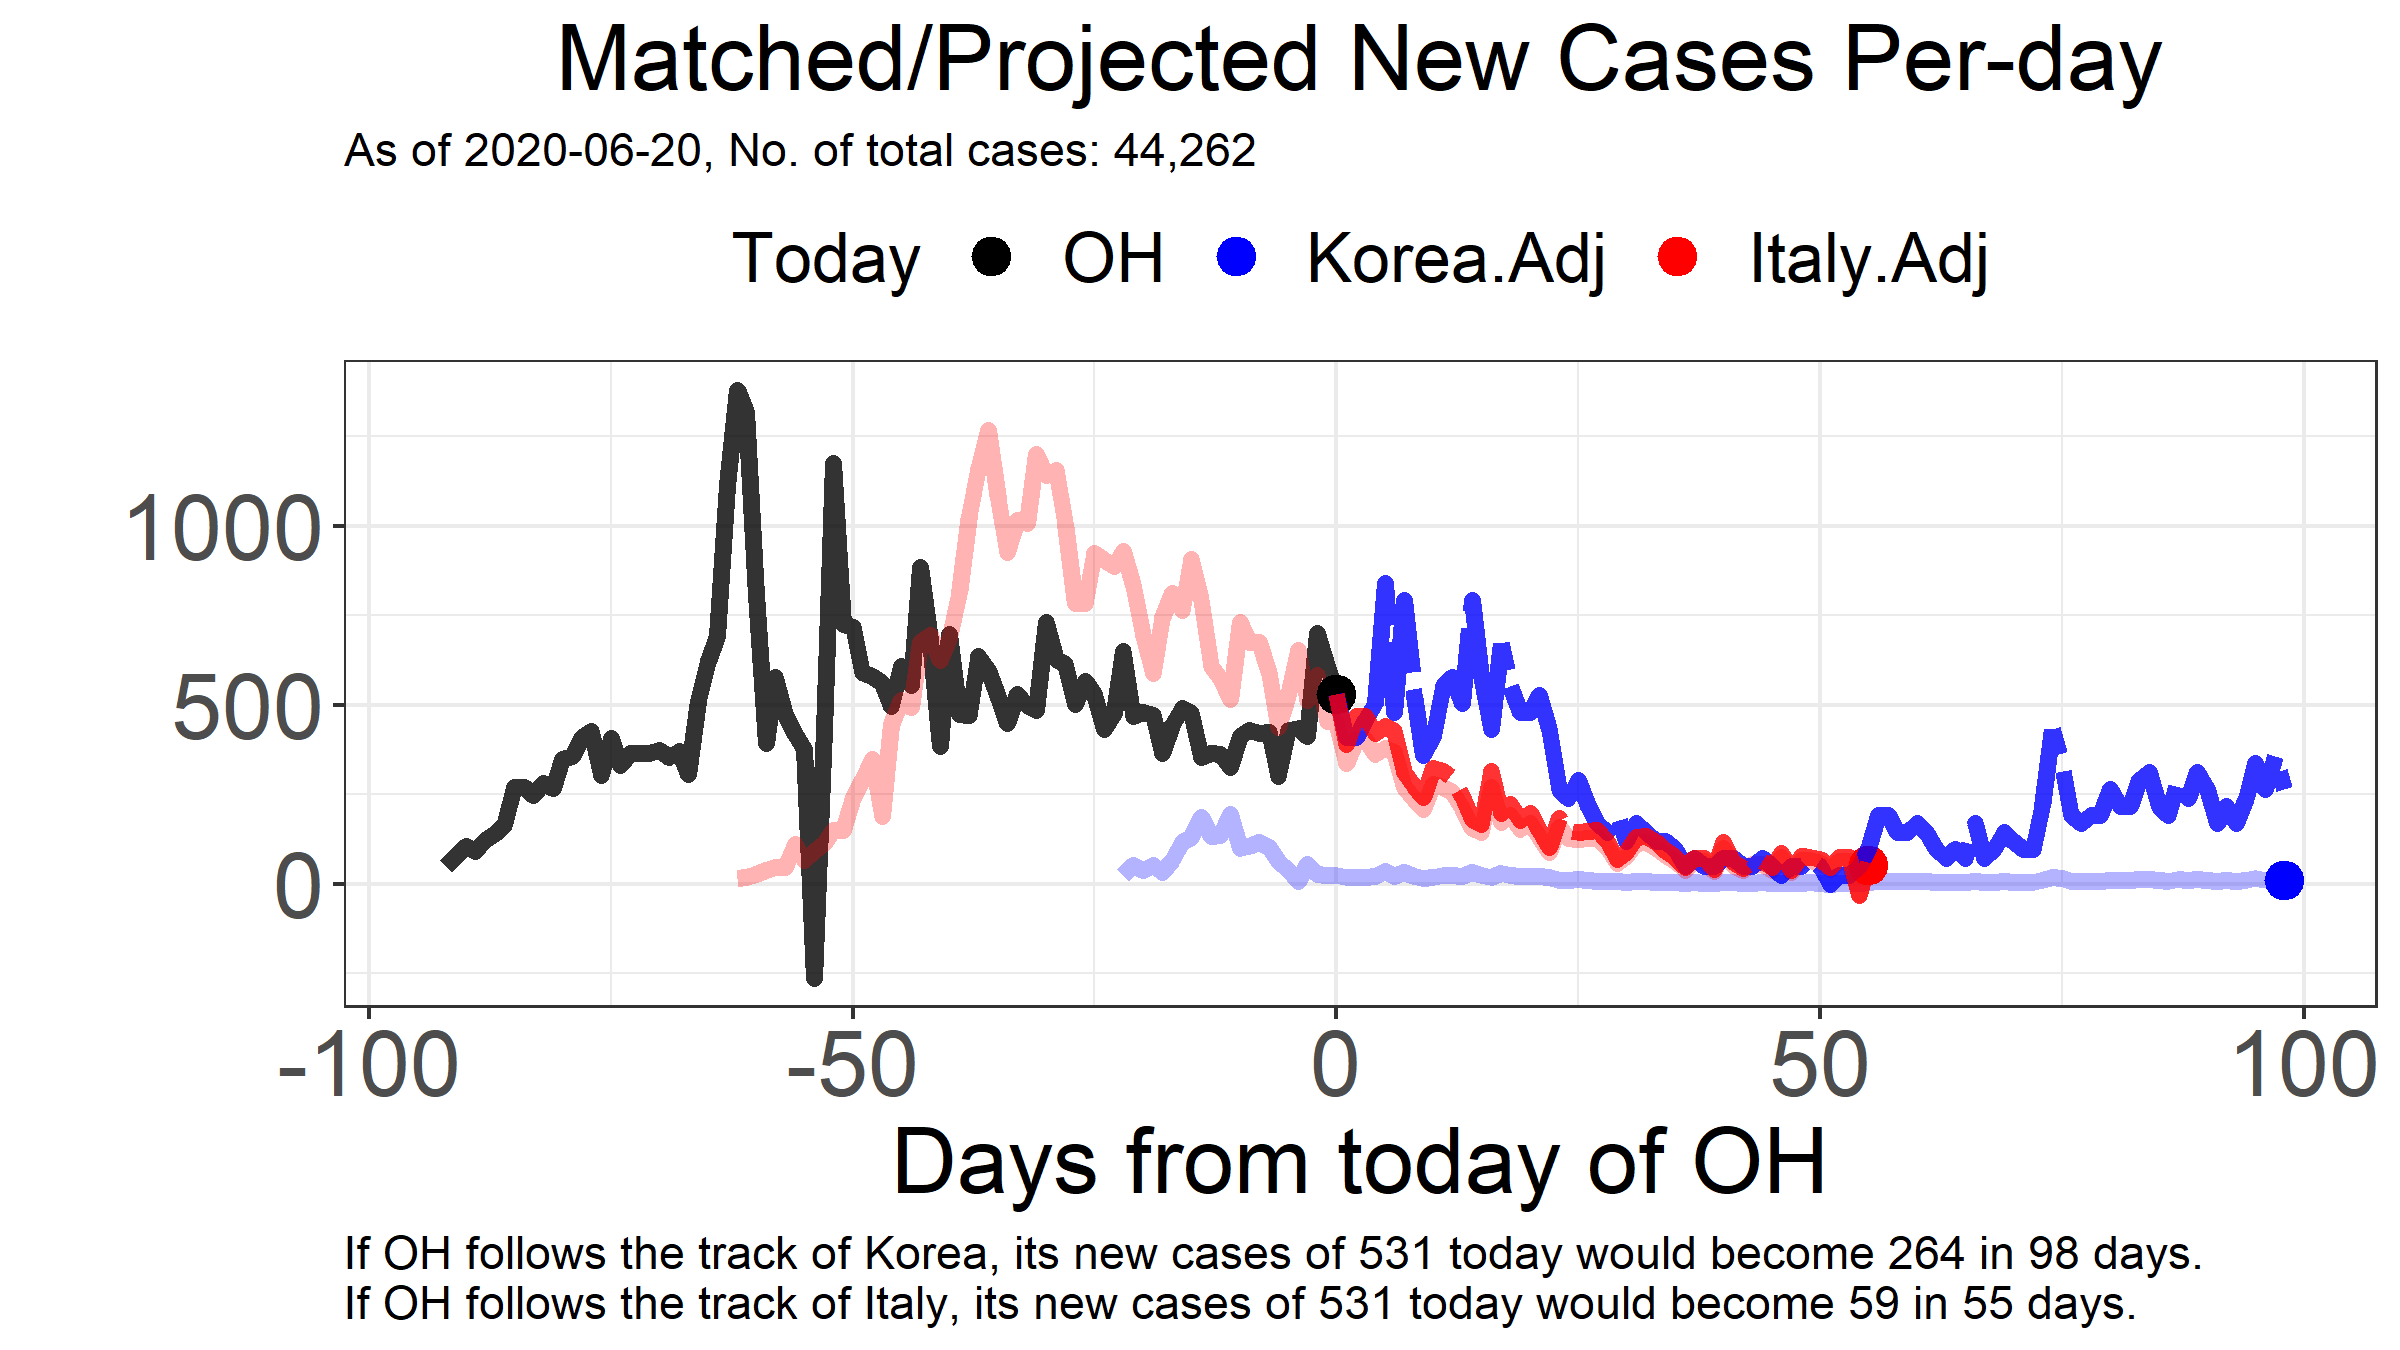 Matched/Projected New Cases Per-day
As of 2020-06-20, No. of total cases: 44,262
Today OH Korea.Adj Italy.Adj
1000
500
0
-100 -50 0 50 100
Days from today of OH
If OH follows the track of Korea, its new cases of 531 today would become 264 in 98 days.
If OH follows the track of Italy, its new cases of 531 today would become 59 in 55 days.